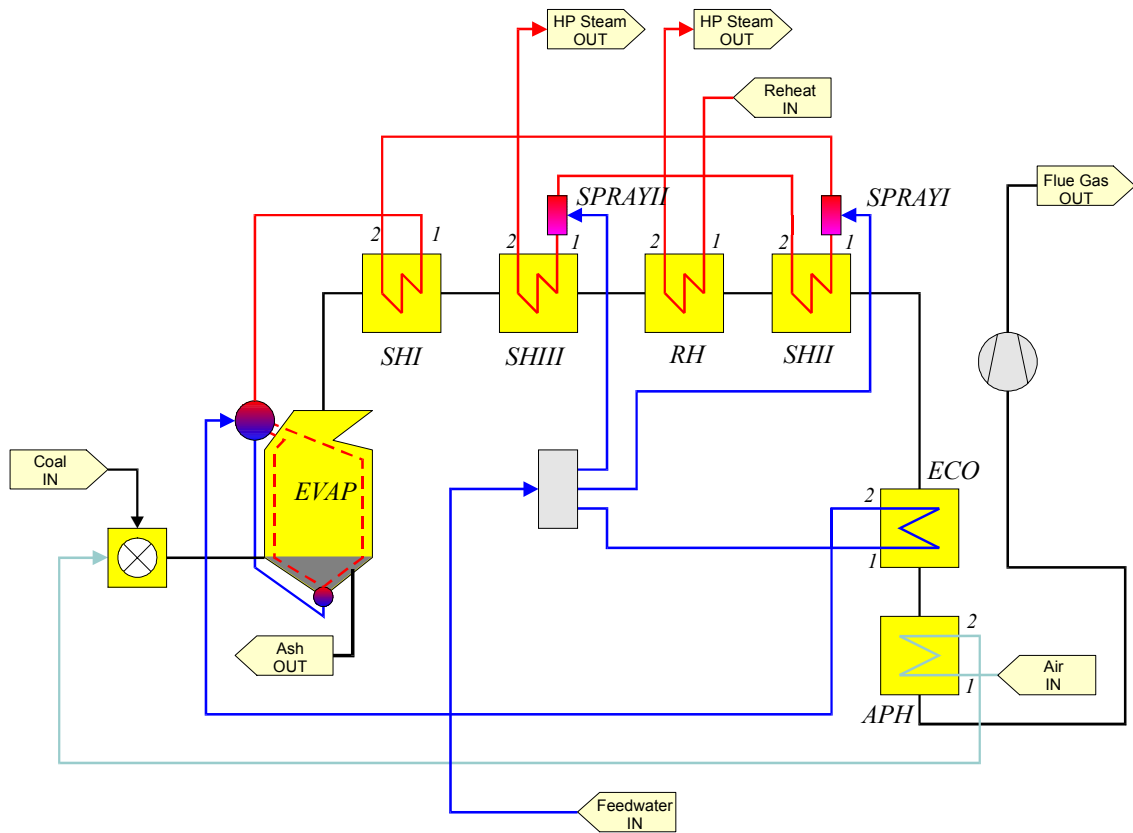 HP Steam
OUT
HP Steam
OUT
Reheat
IN
Flue Gas
OUT
SPRAYII
SPRAYI
2
1
2
1
2
1
2
1
SHI
SHIII
RH
SHII
Coal
IN
EVAP
ECO
2
1
Ash
OUT
2
Air
IN
1
APH
Feedwater
IN